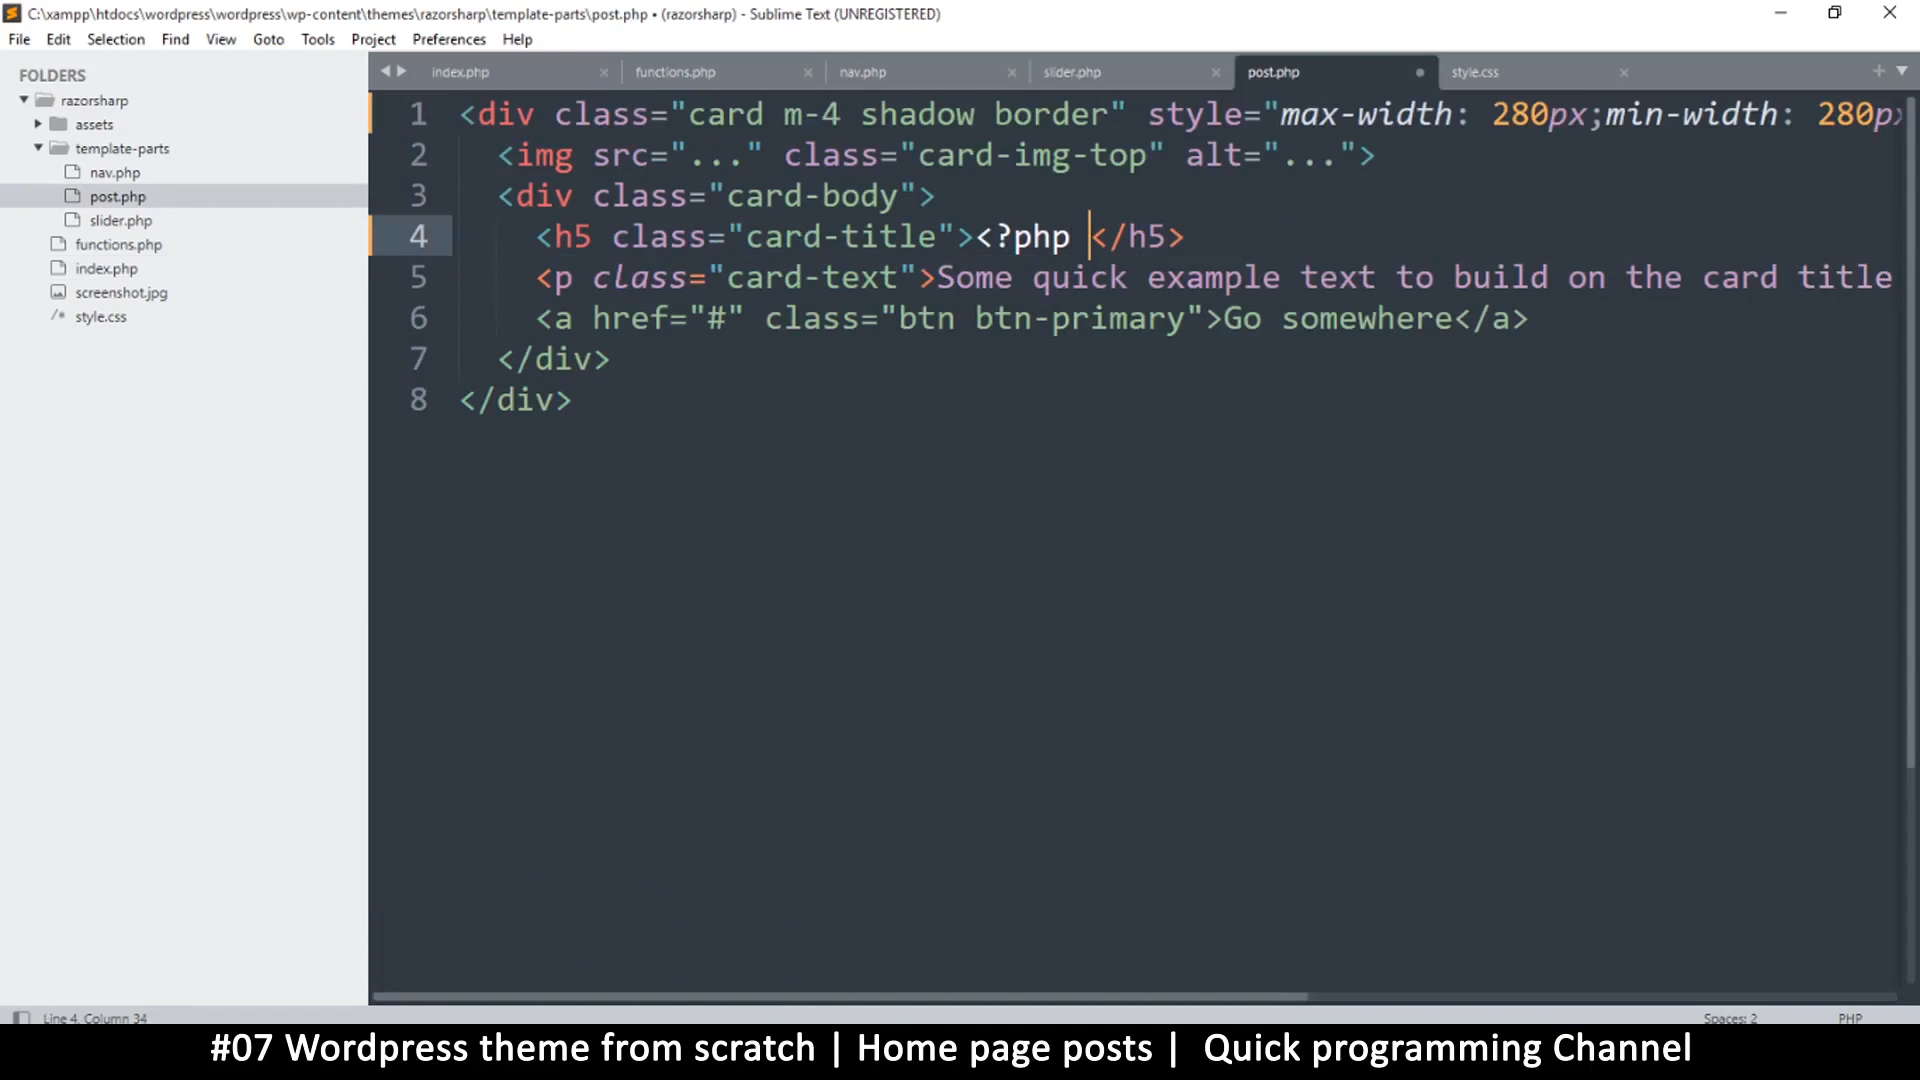 C:\xampp\htdocs\wordpress\wordpress\wp-content\themes\razorsharp\template-parts\post.php • (razorsharp) - Sublime Text (UNREGISTERED)
File Edit Selection Find View Goto Tools Project Preferences Help
FOLDERS
razorsharp
assets
template-parts
nav.php
post.php
slider.php
functions.php
index.php
screenshot.jpg
style.css
index.php functions.php nav.php slider.php post.php style.css
1 <div class="card m-4 shadow border" style="max-width: 280px;min-width: 280px
2 <img src="..." class="card-img-top" alt="...">
3 <div class="card-body">
4 <h5 class="card-title"><?php </h5>
5 <p class="card-text">Some quick example text to build on the card title
6 <a href="#" class="btn btn-primary">Go somewhere</a>
7 </div>
8 </div>
Line 4, Column 34 Spaces: 2 PHP
#07 Wordpress theme from scratch | Home page posts | Quick programming Channel